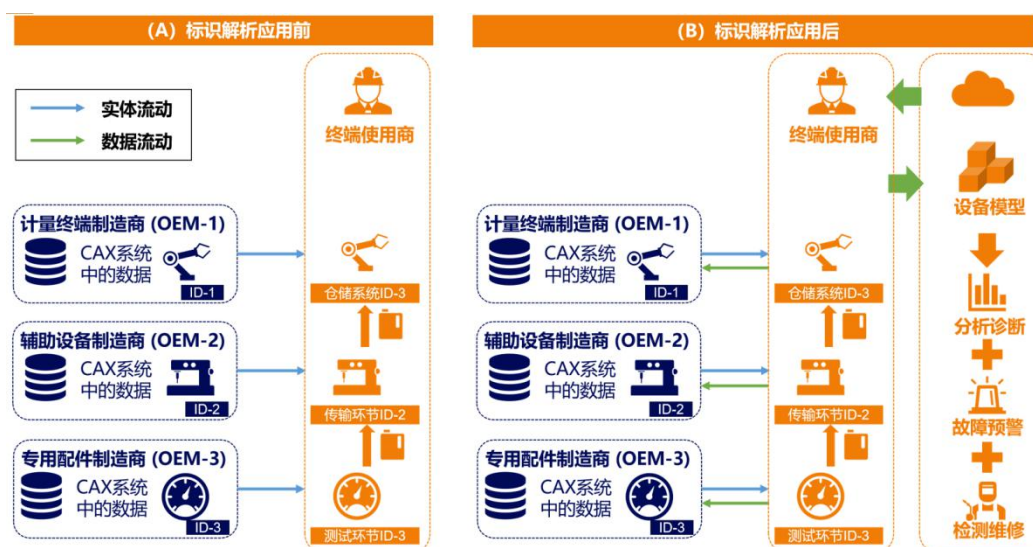 (A) 标识解析应用前
实体流动
数据流动
终端使用商
计量终端制造商 (OEM-1)
CAX系统
中的数据
ID-1
仓储系统ID-3
辅助设备制造商 (OEM-2)
CAX系统
中的数据
ID-2
传输环节ID-2
专用配件制造商 (OEM-3)
CAX系统
中的数据
ID-3
测试环节ID-3
(B) 标识解析应用后
终端使用商
计量终端制造商 (OEM-1)
CAX系统
中的数据
ID-1
仓储系统ID-3
辅助设备制造商 (OEM-2)
CAX系统
中的数据
ID-2
传输环节ID-2
专用配件制造商 (OEM-3)
CAX系统
中的数据
ID-3
测试环节ID-3
设备模型
分析诊断
故障预警
检测维修